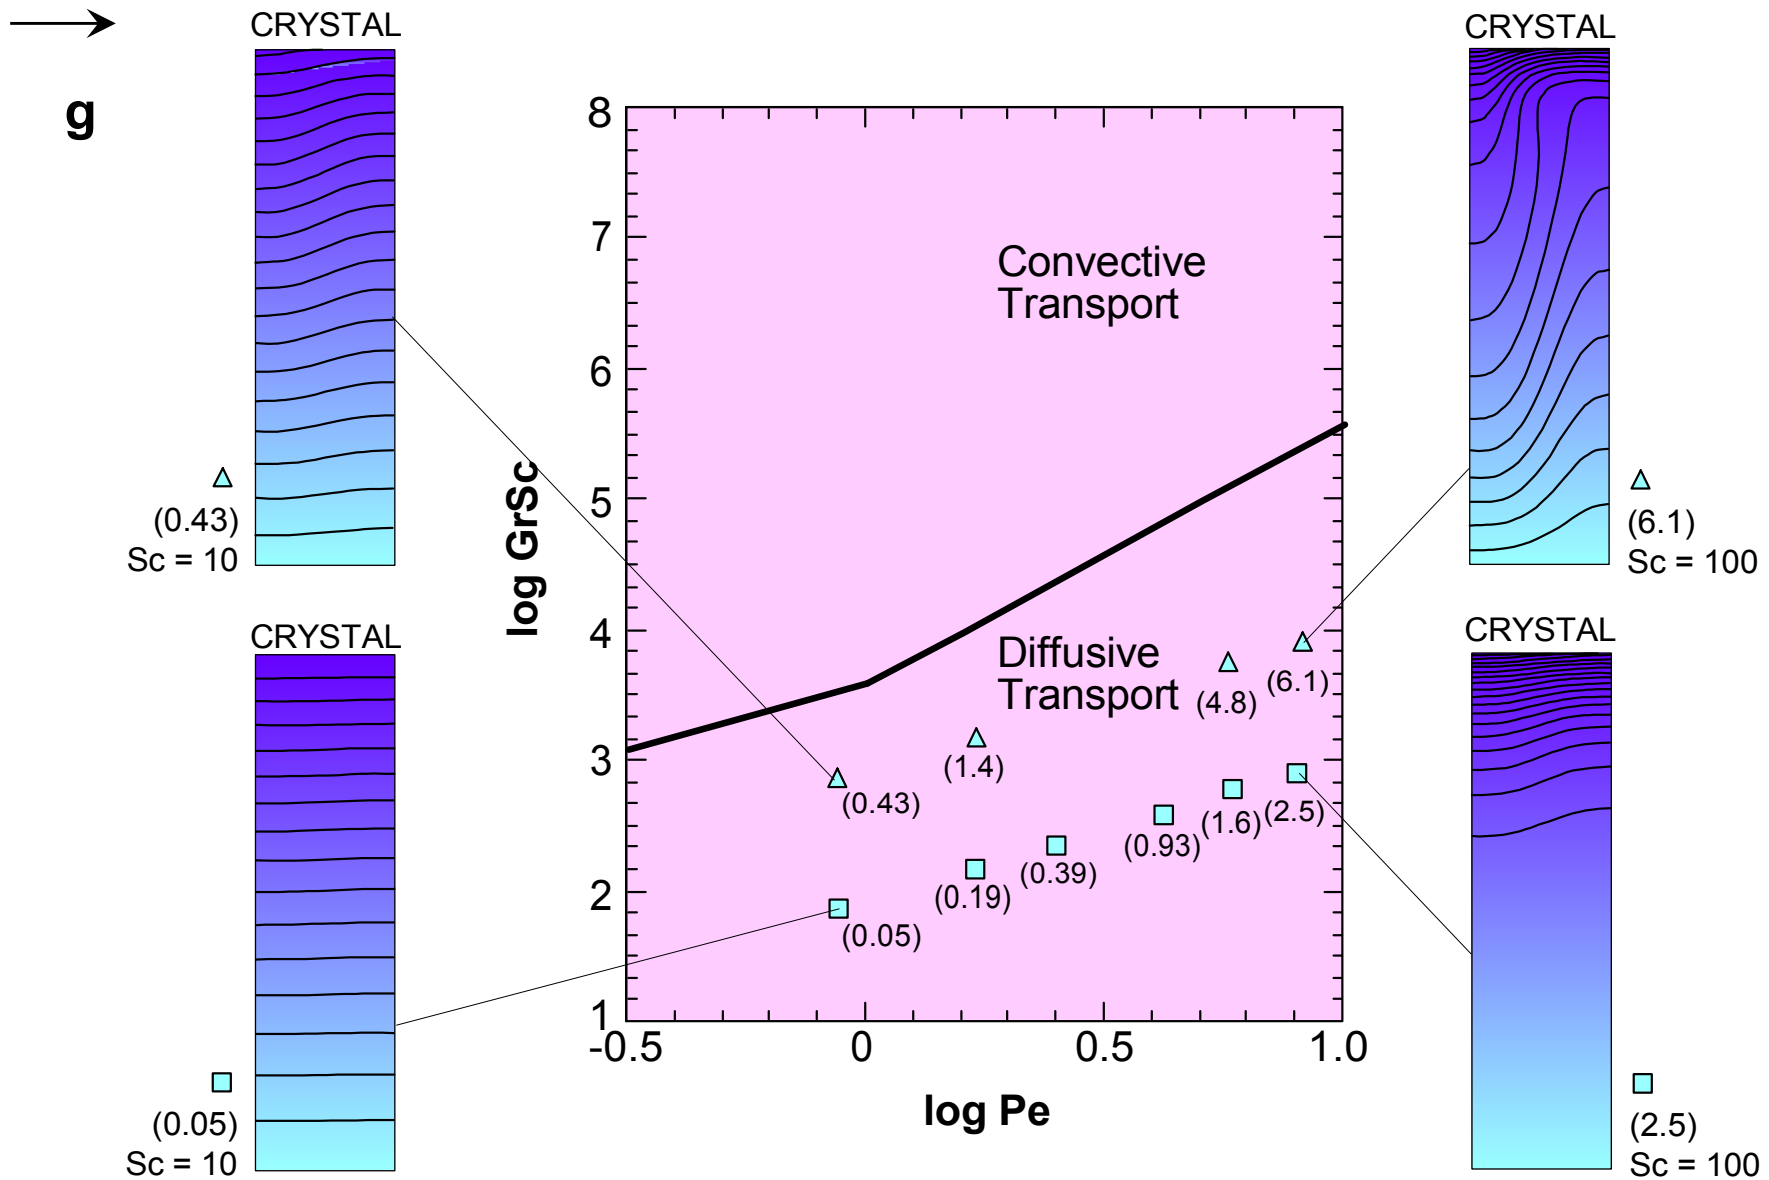 CRYSTAL
g
(0.43)
Sc = 10
CRYSTAL
(0.05)
Sc = 10
log GrSc
8
7
6
5
4
3
2
1
-0.5
0
0.5
1.0
log Pe
Convective
Transport
Diffusive
Transport
(4.8)
(6.1)
(1.4)
(0.43)
(2.5)
(1.6)
(0.93)
(0.39)
(0.19)
(0.05)
CRYSTAL
(6.1)
Sc = 100
CRYSTAL
(2.5)
Sc = 100